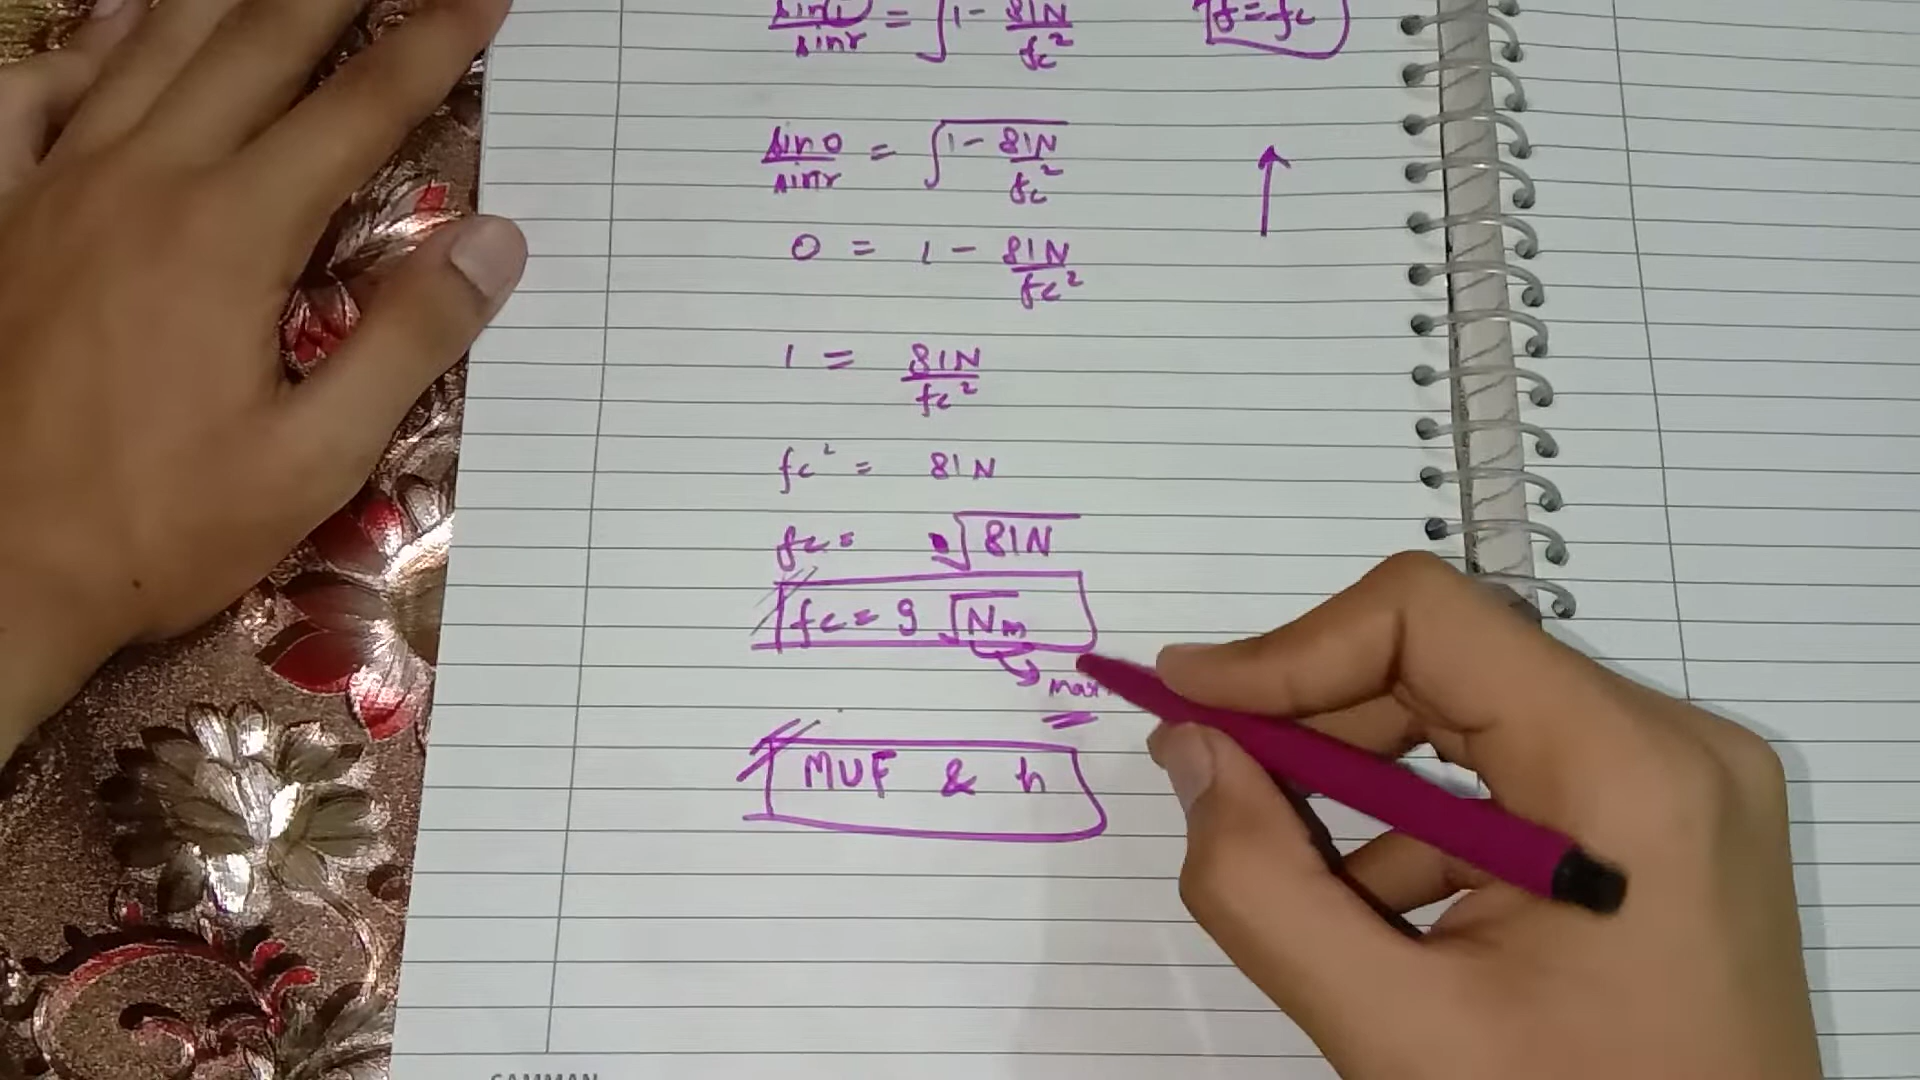 sin i / sin r = √1 - 81N / fc²
f = fc
sin 0 / sin r = √1 - 81N / fc²
0 = 1 - 81N / fc²
1 = 81N / fc²
fc² = 81N
fc = √81N
fc = 9 √Nm
MUF & h